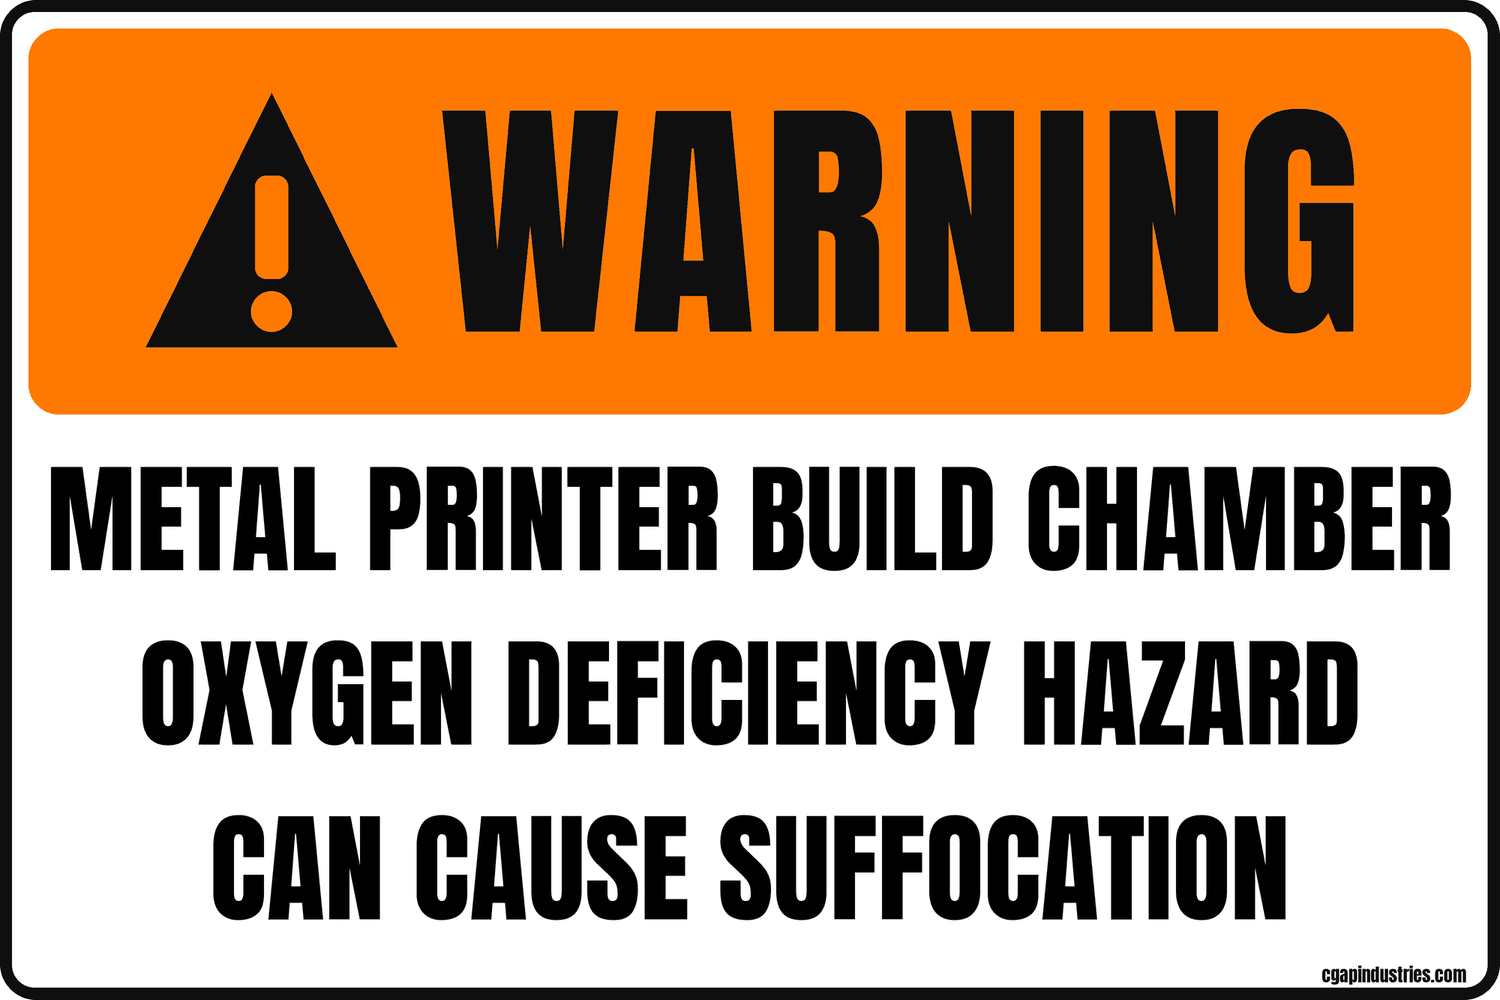 WARNING
METAL PRINTER BUILD CHAMBER
OXYGEN DEFICIENCY HAZARD
CAN CAUSE SUFFOCATION
cgapindustries.com